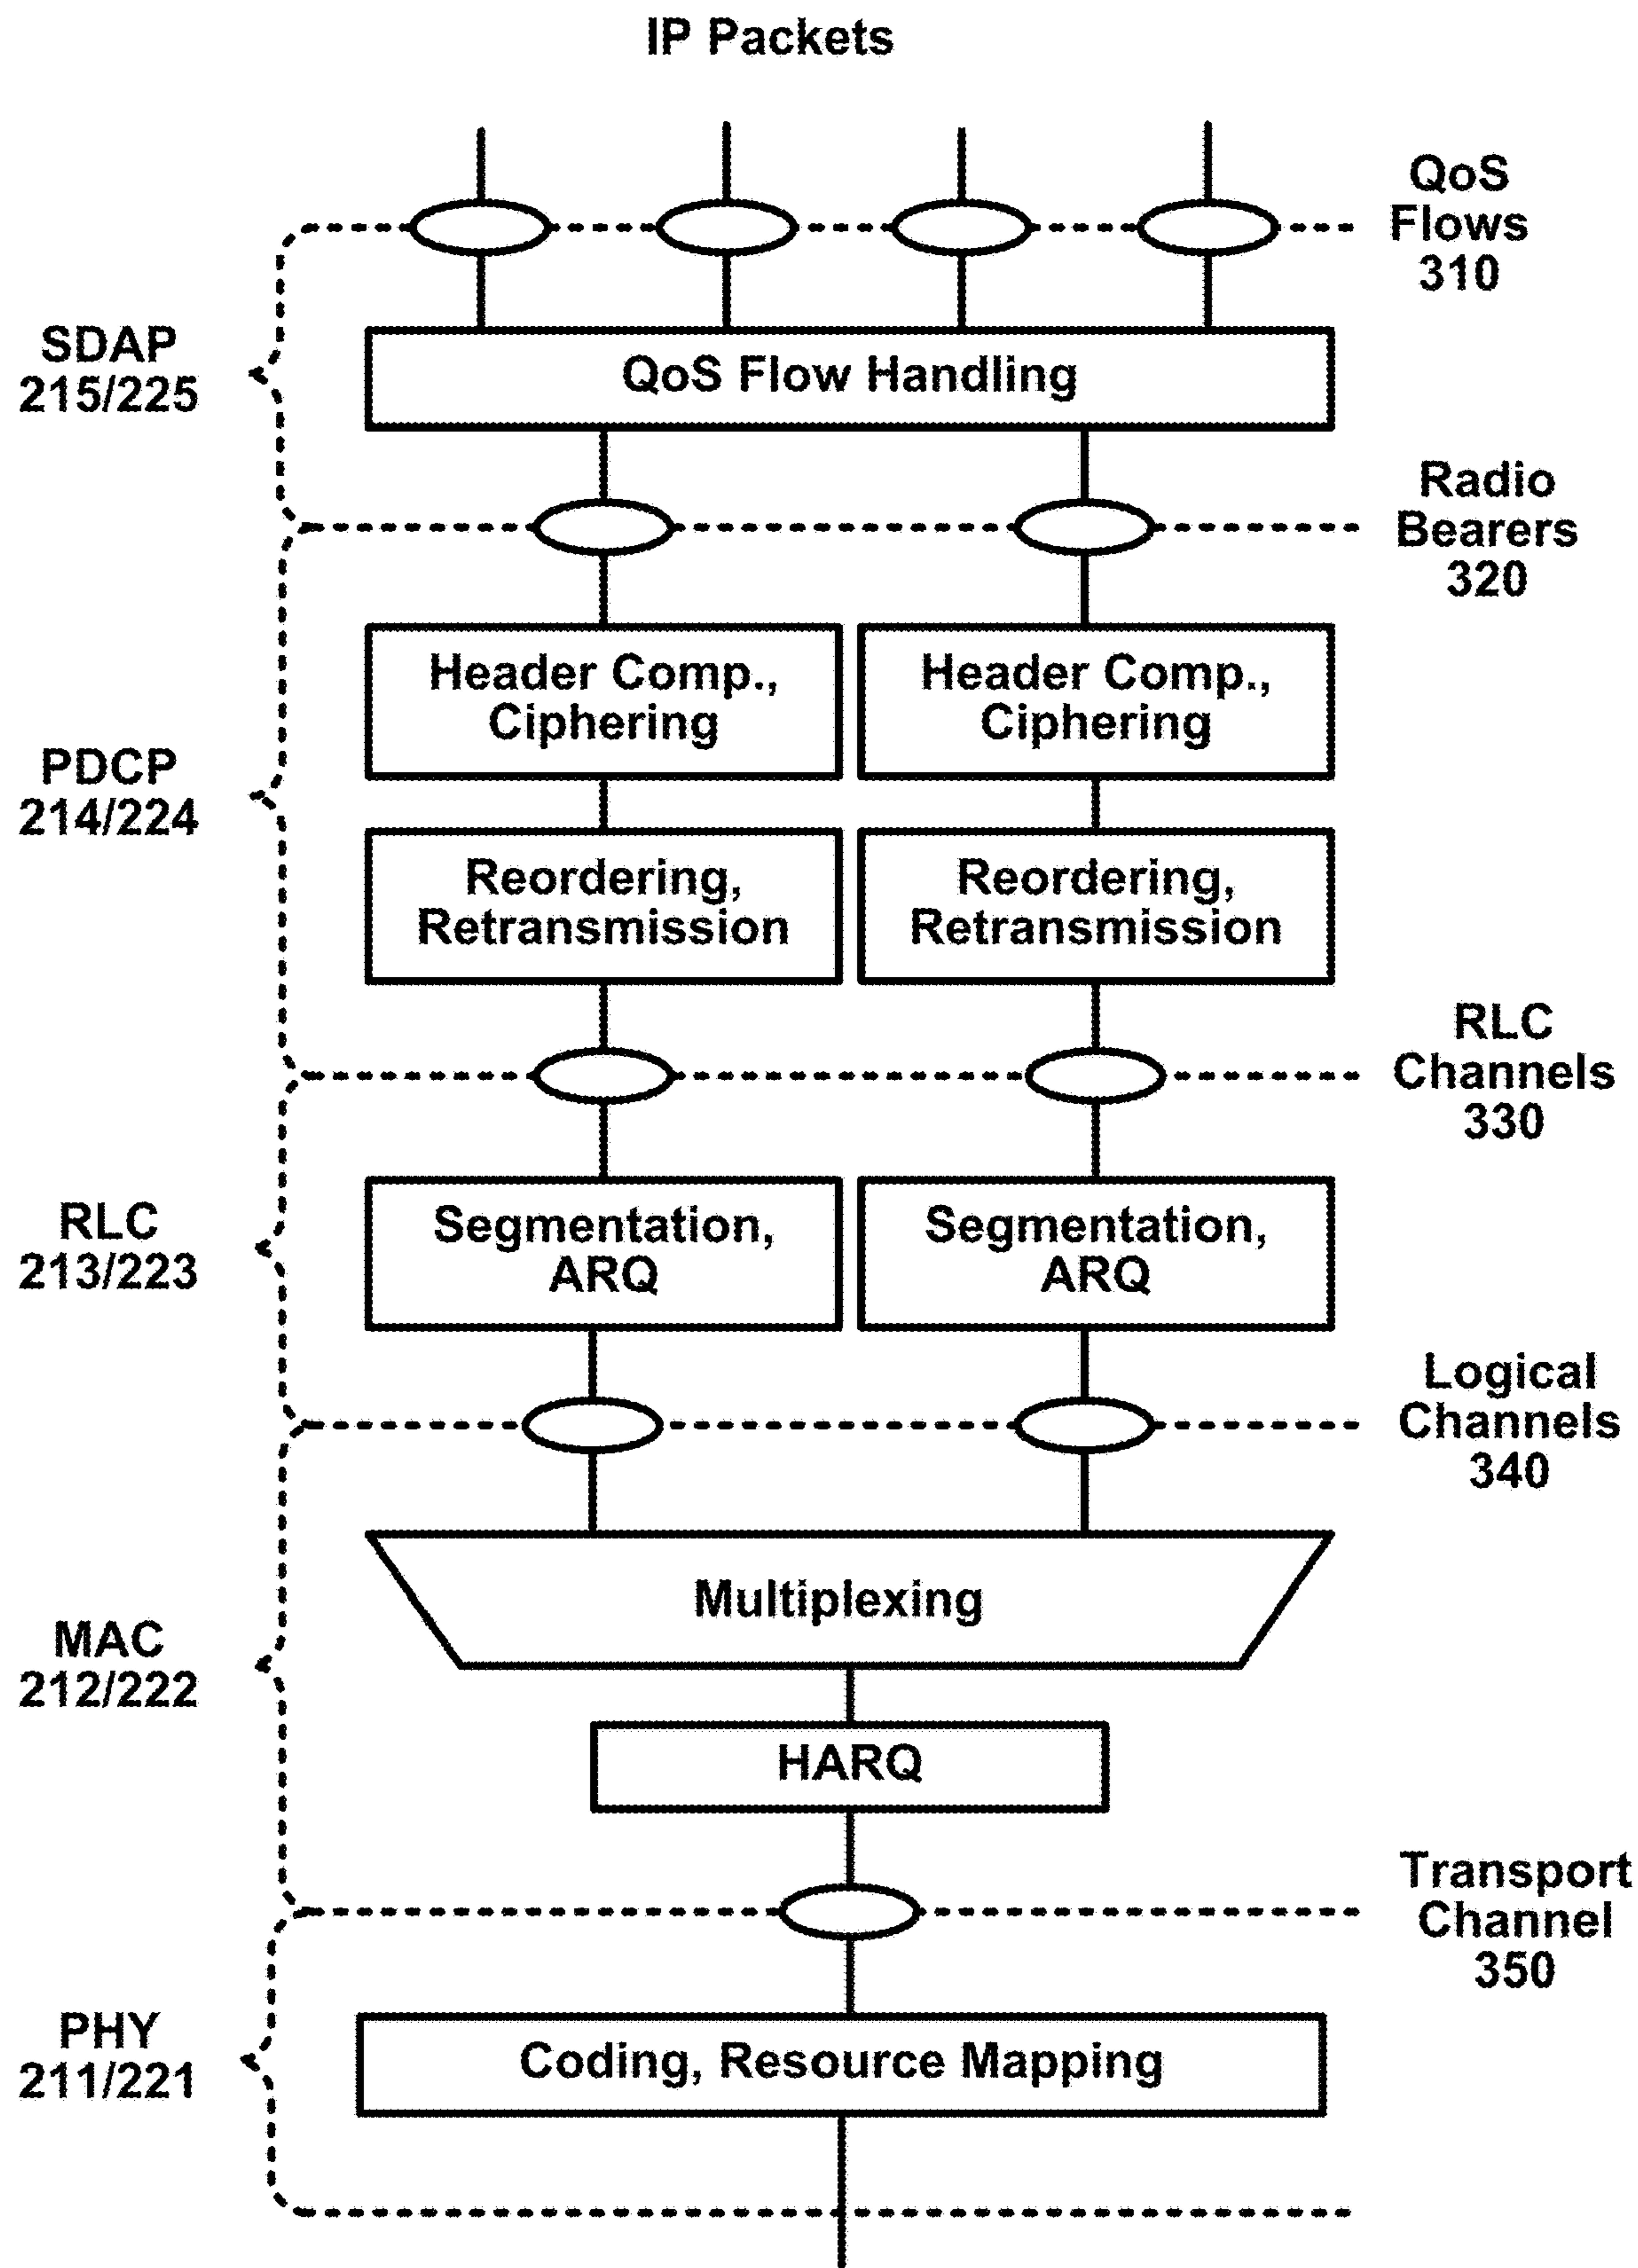 IP Packets
QoS
Flows
310
SDAP
215/225
QoS Flow Handling
Radio
Bearers
320
Header Comp.,
Ciphering
Header Comp.,
Ciphering
PDCP
214/224
Reordering,
Retransmission
Reordering,
Retransmission
RLC
Channels
330
RLC
213/223
Segmentation,
ARQ
Segmentation,
ARQ
Logical
Channels
340
Multiplexing
MAC
212/222
HARQ
Transport
Channel
350
PHY
211/221
Coding, Resource Mapping